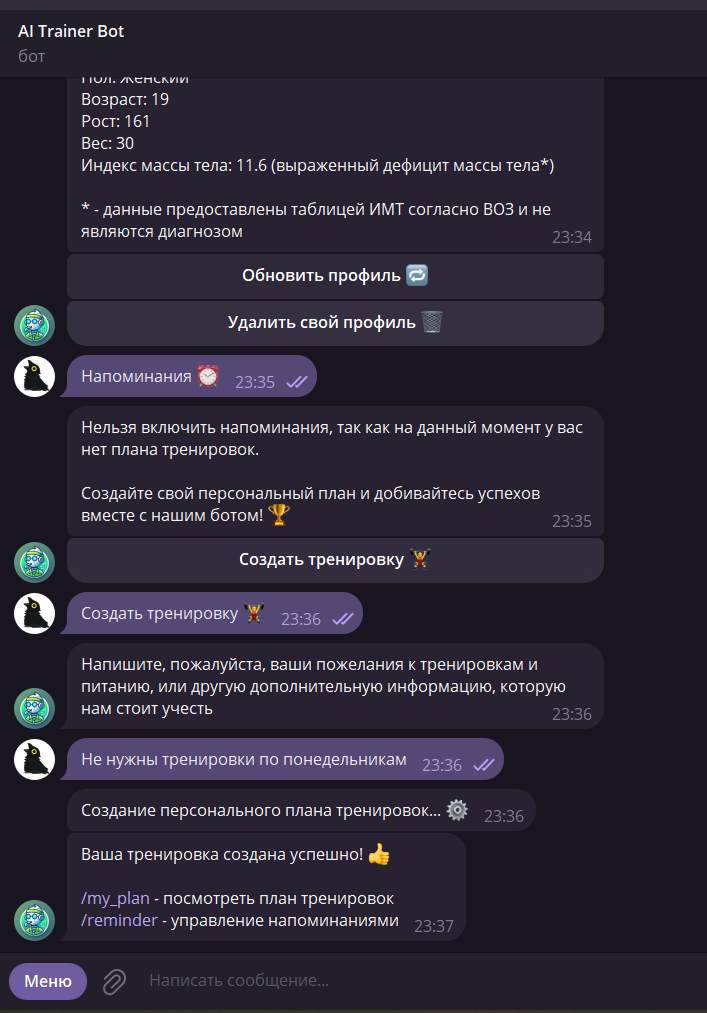 AI Trainer Bot
бот
Пол: Женский
Возраст: 19
Рост: 161
Вес: 30
Индекс массы тела: 11.6 (выраженный дефицит массы тела*)
* - данные предоставлены таблицей ИМТ согласно ВОЗ и не
являются диагнозом
23:34
Обновить профиль 🔁
Удалить свой профиль 🗑️
Напоминания ⏰ 23:35
Нельзя включить напоминания, так как на данный момент у вас
нет плана тренировок.
Создайте свой персональный план и добивайтесь успехов
вместе с нашим ботом! 🏆
23:35
Создать тренировку 🏋️
Создать тренировку 🏋️ 23:36
Напишите, пожалуйста, ваши пожелания к тренировкам и
питанию, или другую дополнительную информацию, которую
нам стоит учесть
23:36
Не нужны тренировки по понедельникам 23:36
Создание персонального плана тренировок... ⚙️ 23:36
Ваша тренировка создана успешно! 👍
/my_plan - посмотреть план тренировок
/reminder - управление напоминаниями 23:37
Меню
Написать сообщение...